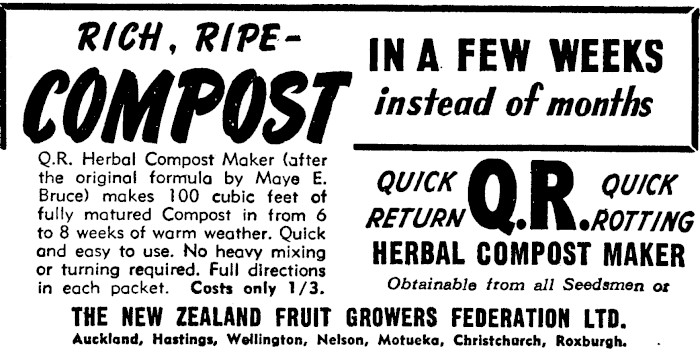 RICH, RIPE-
COMPOST
IN A FEW WEEKS
instead of months
Q.R. Herbal Compost Maker (after
the original formula by Maye E.
Bruce) makes 100 cubic feet of
fully matured Compost in from 6
to 8 weeks of warm weather. Quick
and easy to use. No heavy mixing
or turning required. Full directions
in each packet. Costs only 1/3.
QUICK RETURN Q.R. QUICK ROTTING
HERBAL COMPOST MAKER
Obtainable from all Seedsmen or
THE NEW ZEALAND FRUIT GROWERS FEDERATION LTD.
Auckland, Hastings, Wellington, Nelson, Motueka, Christchurch, Roxburgh.